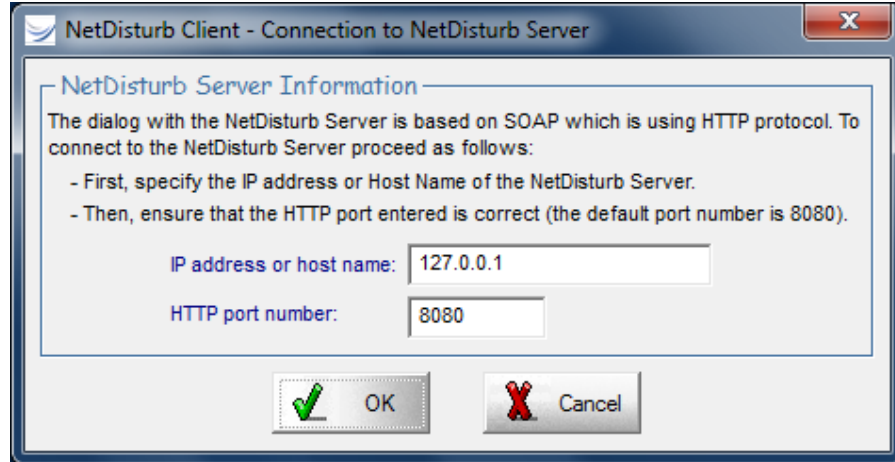 NetDisturb Client - Connection to NetDisturb Server
NetDisturb Server Information
The dialog with the NetDisturb Server is based on SOAP which is using HTTP protocol. To
connect to the NetDisturb Server proceed as follows:
- First, specify the IP address or Host Name of the NetDisturb Server.
- Then, ensure that the HTTP port entered is correct (the default port number is 8080).
IP address or host name: 127.0.0.1
HTTP port number: 8080
OK Cancel